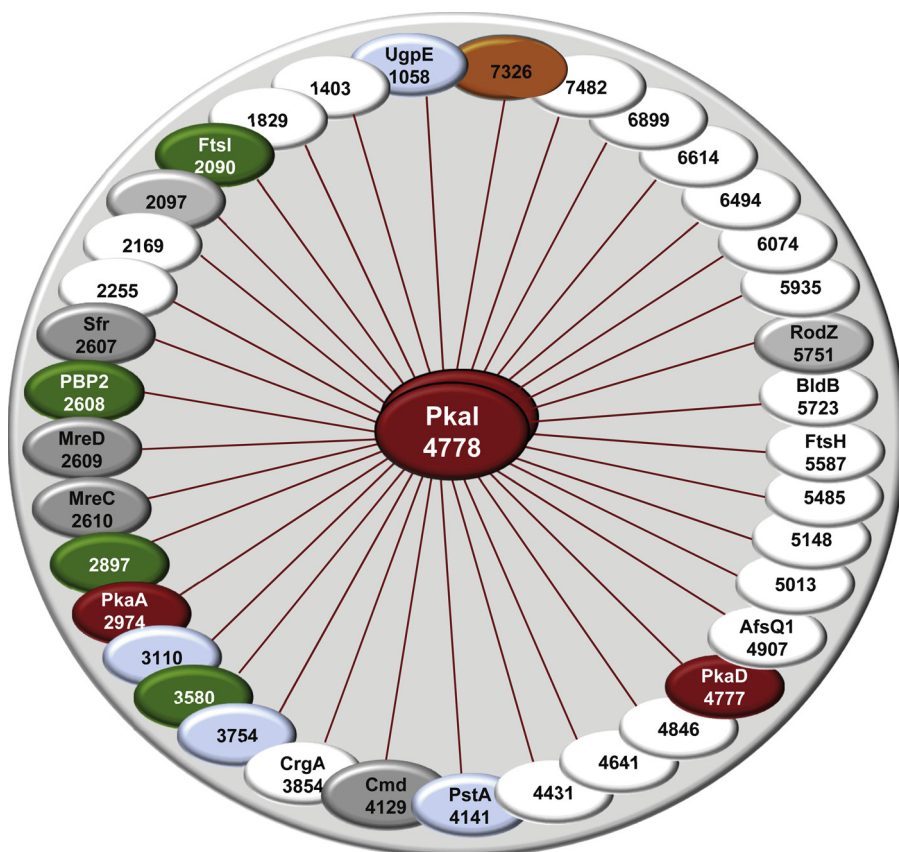 UgpE
1058
7326
7482
6899
6614
6494
6074
5935
RodZ
5751
BldB
5723
FtsH
5587
5485
5148
5013
AfsQ1
4907
PkaD
4777
4846
4641
4431
PstA
4141
Cmd
4129
CrgA
3854
3754
3580
3110
PkaA
2974
2897
MreC
2610
MreD
2609
PBP2
2608
Sfr
2607
2255
2169
2097
FtsI
2090
1829
1403
PkaI
4778